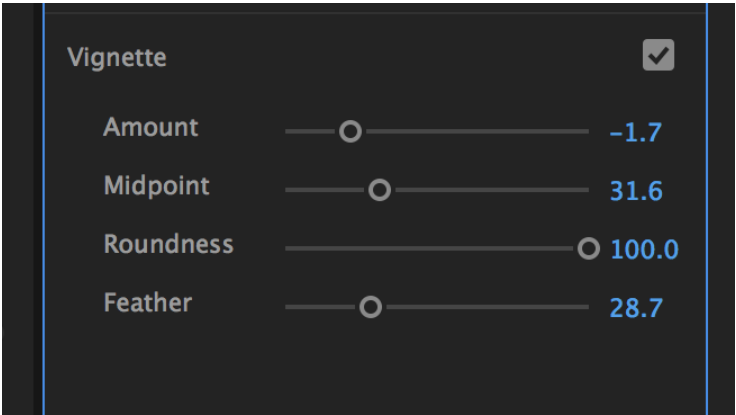 Vignette
Amount –1.7
Midpoint 31.6
Roundness 100.0
Feather 28.7